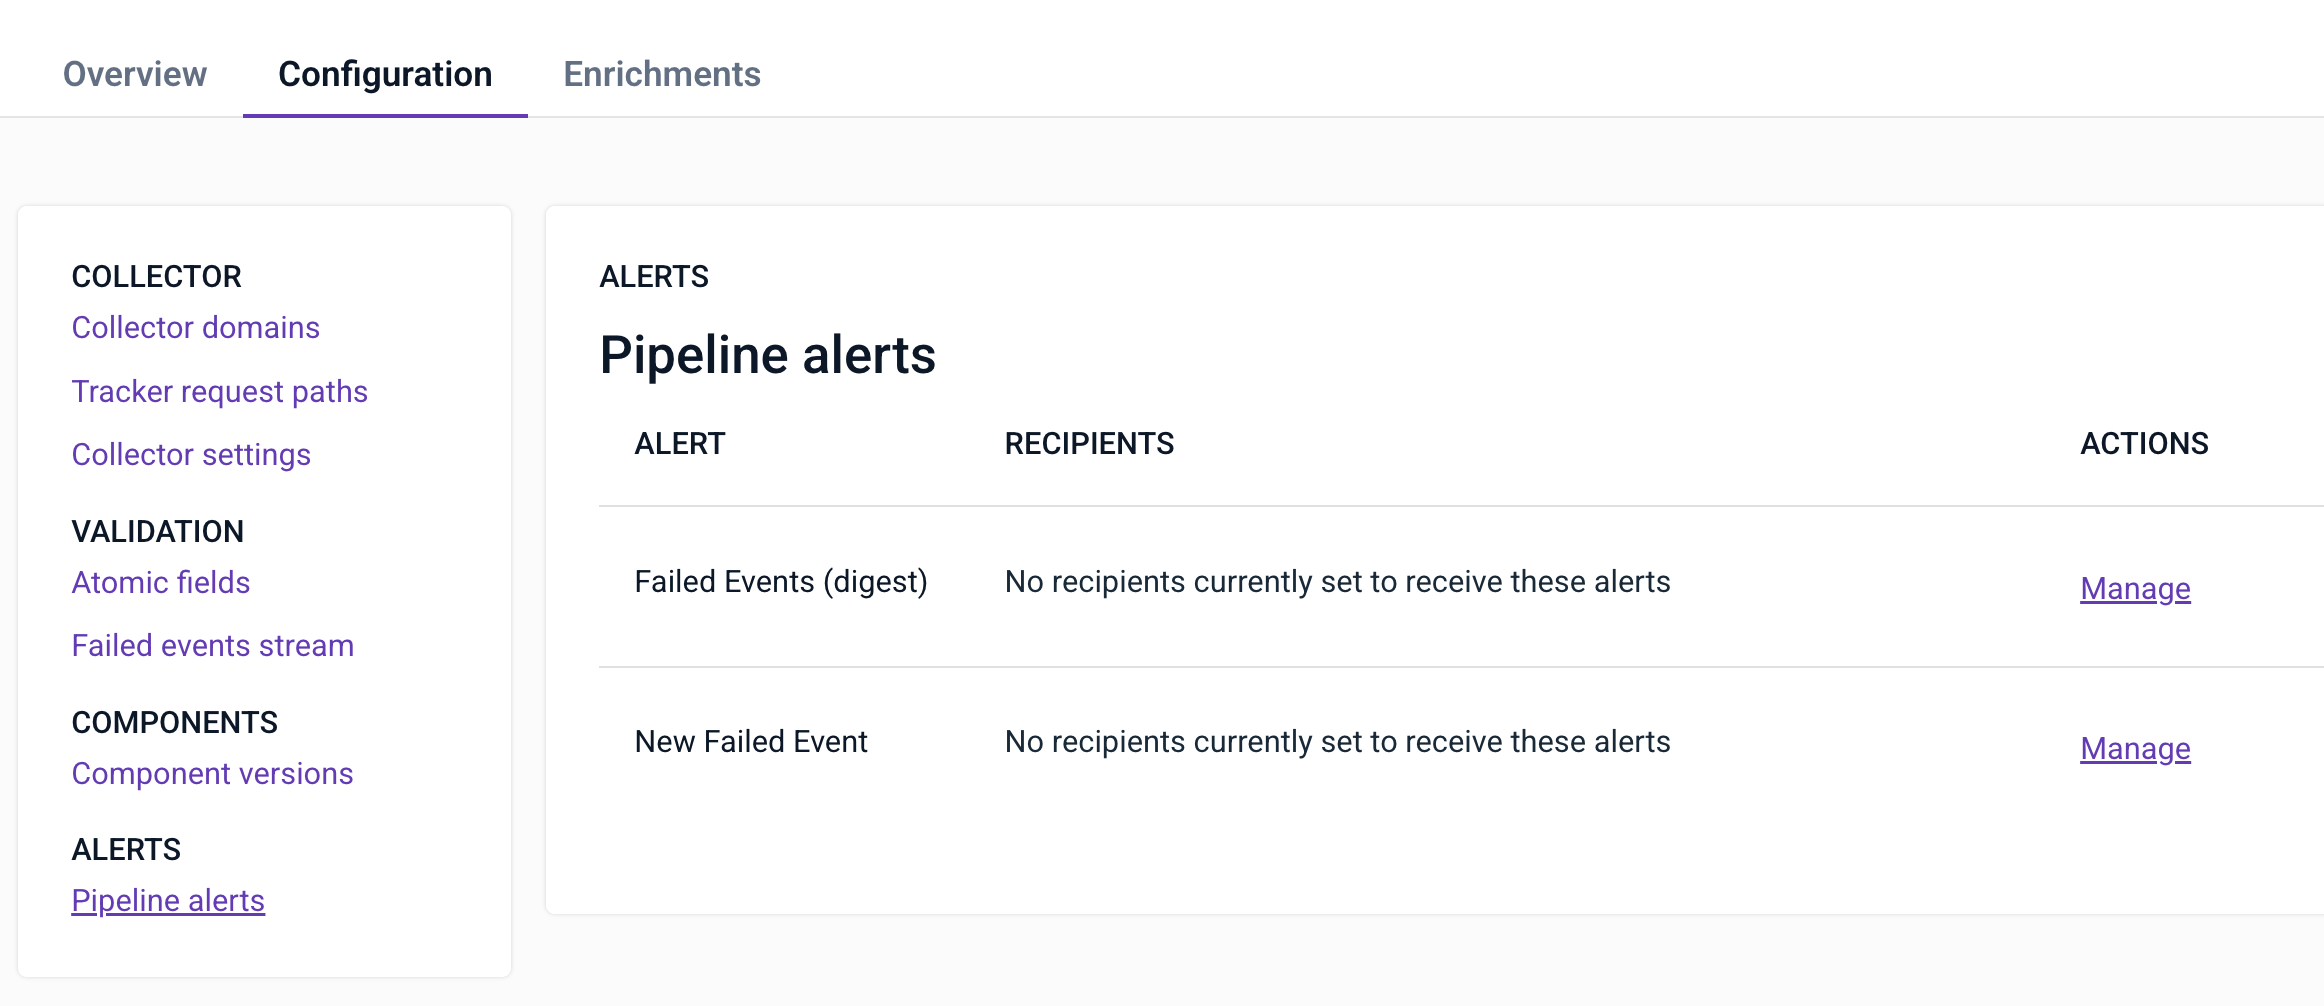 Overview Configuration Enrichments
COLLECTOR
Collector domains
Tracker request paths
Collector settings
VALIDATION
Atomic fields
Failed events stream
COMPONENTS
Component versions
ALERTS
Pipeline alerts
ALERTS
Pipeline alerts
ALERT RECIPIENTS ACTIONS
Failed Events (digest) No recipients currently set to receive these alerts Manage
New Failed Event No recipients currently set to receive these alerts Manage